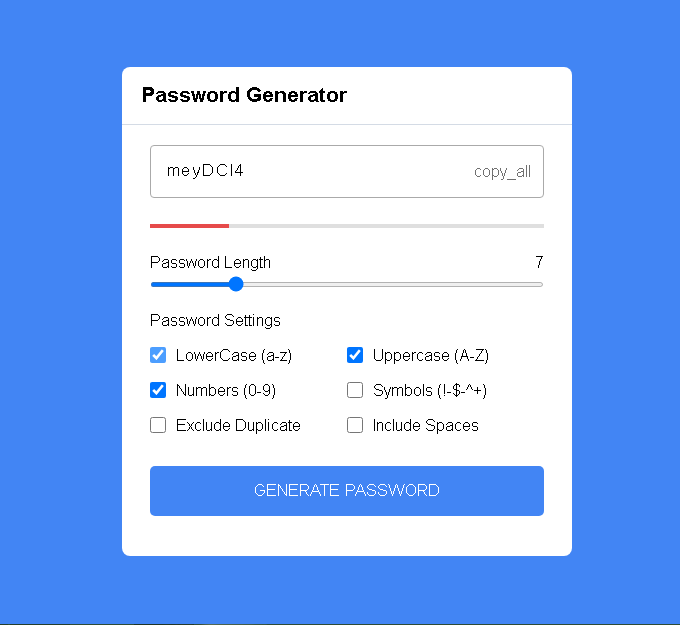 Password Generator
meyDCl4 copy_all
Password Length 7
Password Settings
LowerCase (a-z) Uppercase (A-Z)
Numbers (0-9) Symbols (!-$-^+)
Exclude Duplicate Include Spaces
GENERATE PASSWORD